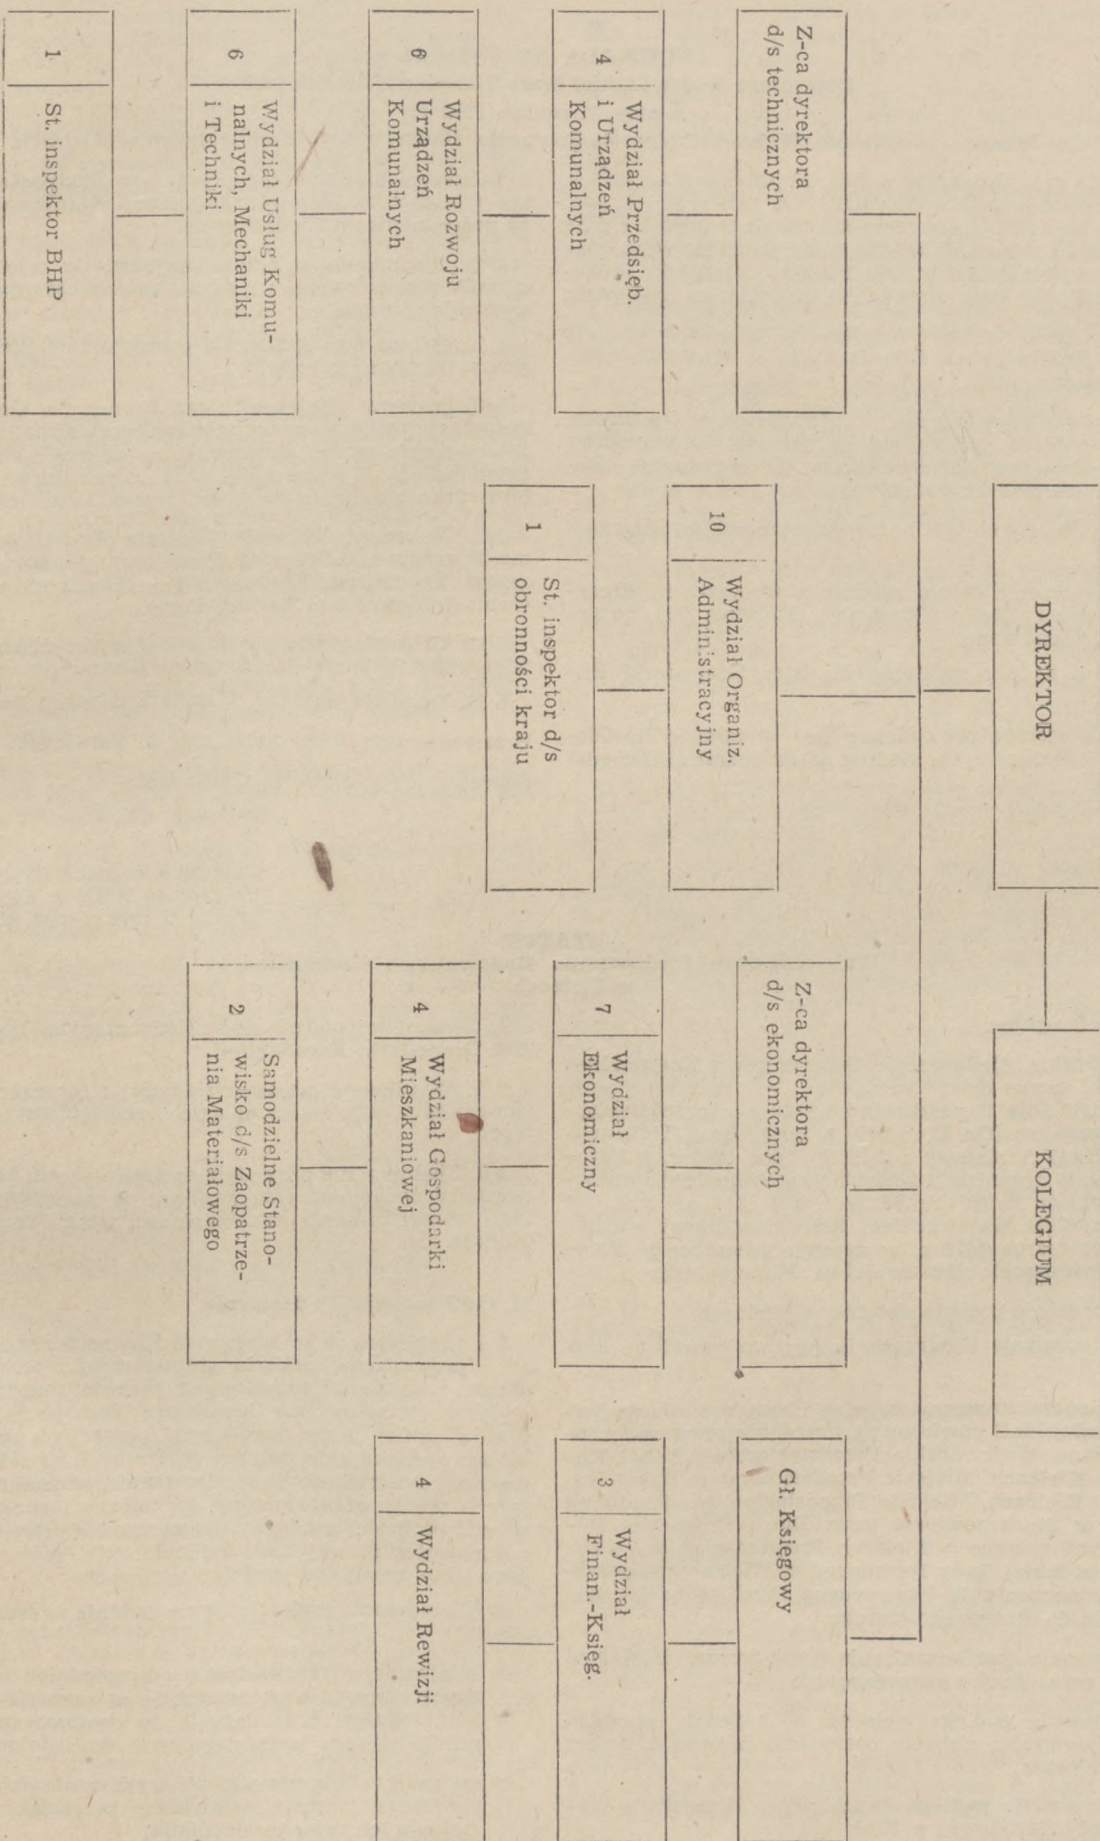 DYREKTOR
KOLEGIUM
Z-ca dyrektora
d/s technicznych
4
Wydział Przedsięb.
i Urządzeń
Komunalnych
6
Wydział Rozwoju
Urządzeń
Komunalnych
6
Wydział Usług Komu-
nalnych, Mechaniki
i Techniki
1
St. inspektor BHP
10
Wydział Organiz.
Administracyjny
1
St. inspektor d/s
obronności kraju
Z-ca dyrektora
d/s ekonomicznych
7
Wydział
Ekonomiczny
4
Wydział Gospodarki
Mieszkaniowej
2
Samodzielne Stano-
wisko d/s Zaopatrze-
nia Materiałowego
Gł. Księgowy
3
Wydział
Finan.-Księg.
4
Wydział Rewizji